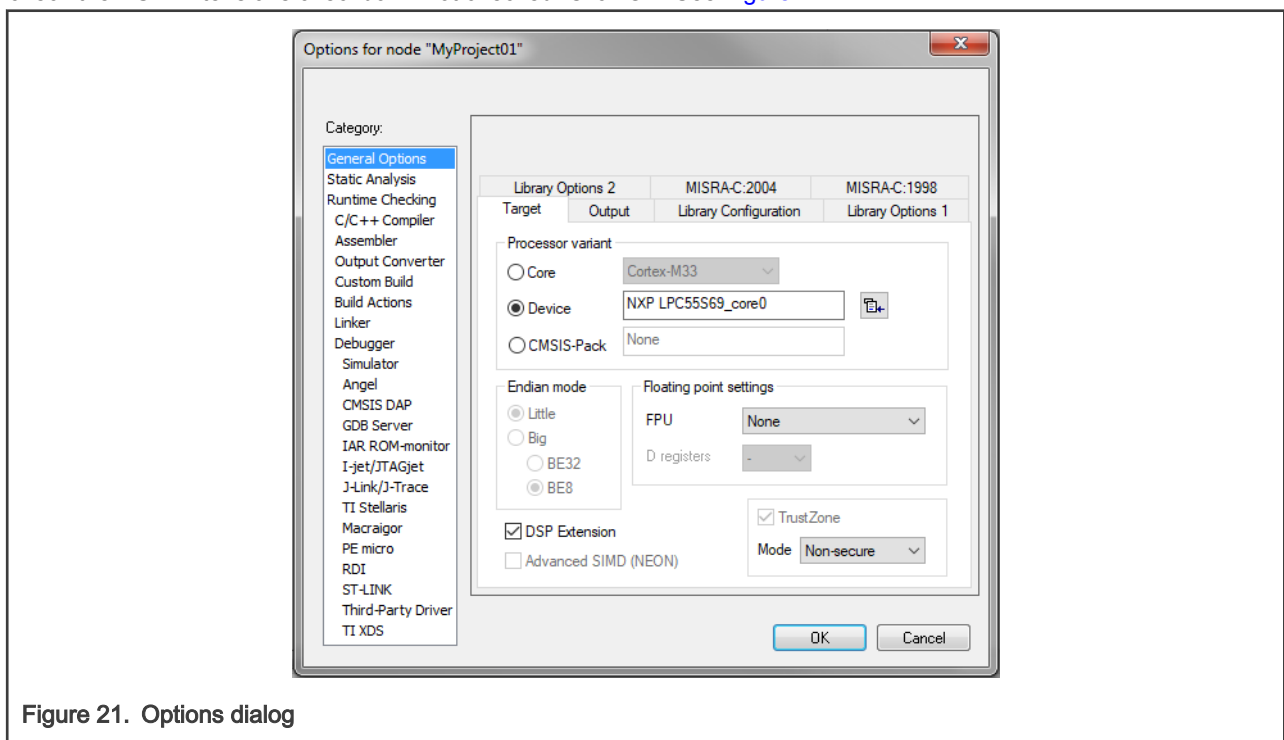 Options for node "MyProject01"
Category:
General Options
Static Analysis
Runtime Checking
C/C++ Compiler
Assembler
Output Converter
Custom Build
Build Actions
Linker
Debugger
Simulator
Angel
CMSIS DAP
GDB Server
IAR ROM-monitor
I-jet/JTAGjet
J-Link/J-Trace
TI Stellaris
Macraigor
PE micro
RDI
ST-LINK
Third-Party Driver
TI XDS
Library Options 2 MISRA-C:2004 MISRA-C:1998
Target Output Library Configuration Library Options 1
Processor variant
Core Cortex-M33
Device NXP LPC55S69_core0
CMSIS-Pack None
Endian mode
Little
Big
BE32
BE8
Floating point settings
FPU None
D registers -
DSP Extension
Advanced SIMD (NEON)
TrustZone
Mode Non-secure
OK Cancel
Figure 21. Options dialog